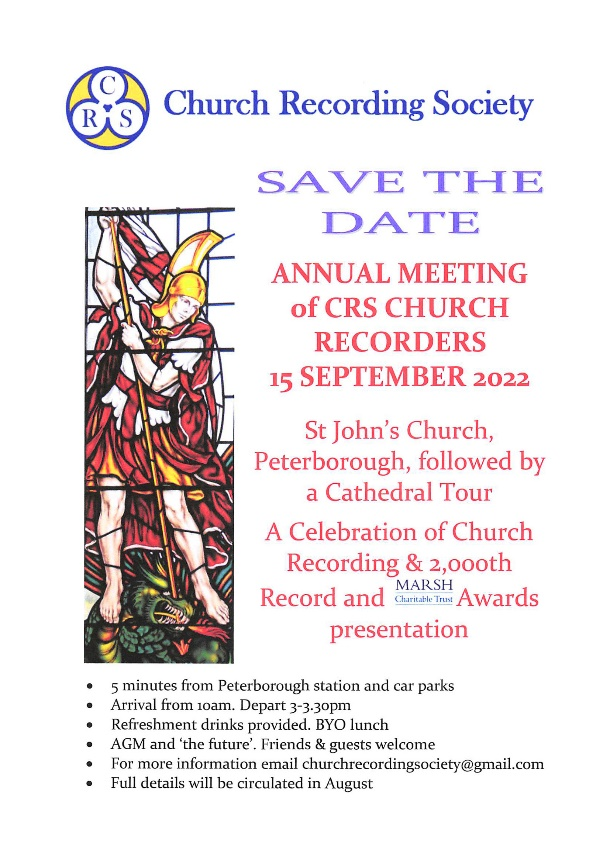 C
R S
Church Recording Society
SAVE THE
DATE
ANNUAL MEETING
of CRS CHURCH
RECORDERS
15 SEPTEMBER 2022
St John's Church,
Peterborough, followed by
a Cathedral Tour
A Celebration of Church
Recording & 2,000th
Record and MARSH Charitable Trust Awards
presentation
• 5 minutes from Peterborough station and car parks
• Arrival from 10am. Depart 3-3.30pm
• Refreshment drinks provided. BYO lunch
• AGM and 'the future'. Friends & guests welcome
• For more information email churchrecordingsociety@gmail.com
• Full details will be circulated in August